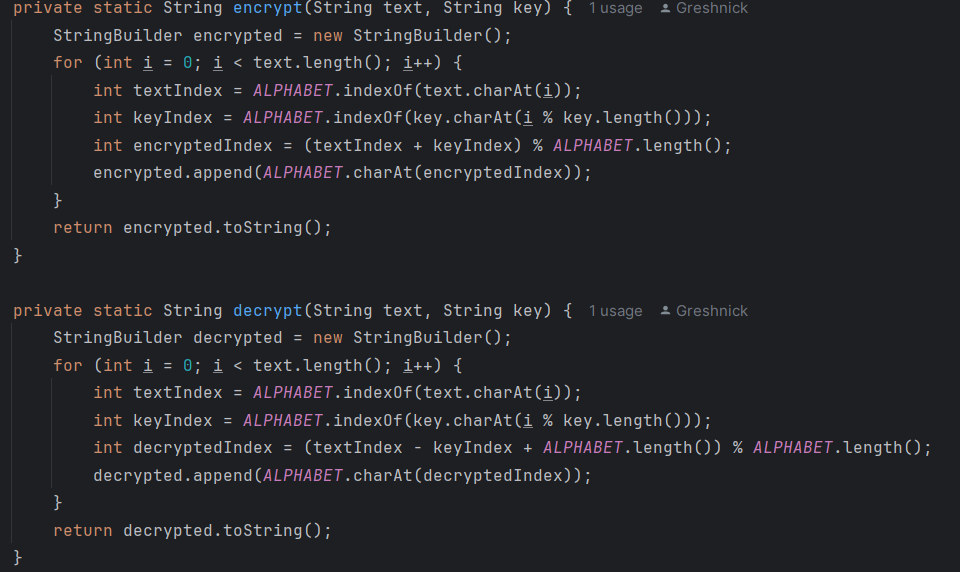 private static String encrypt(String text, String key) { 1 usage Greshnick
    StringBuilder encrypted = new StringBuilder();
    for (int i = 0; i < text.length(); i++) {
        int textIndex = ALPHABET.indexOf(text.charAt(i));
        int keyIndex = ALPHABET.indexOf(key.charAt(i % key.length()));
        int encryptedIndex = (textIndex + keyIndex) % ALPHABET.length();
        encrypted.append(ALPHABET.charAt(encryptedIndex));
    }
    return encrypted.toString();
}
private static String decrypt(String text, String key) { 1 usage Greshnick
    StringBuilder decrypted = new StringBuilder();
    for (int i = 0; i < text.length(); i++) {
        int textIndex = ALPHABET.indexOf(text.charAt(i));
        int keyIndex = ALPHABET.indexOf(key.charAt(i % key.length()));
        int decryptedIndex = (textIndex - keyIndex + ALPHABET.length()) % ALPHABET.length();
        decrypted.append(ALPHABET.charAt(decryptedIndex));
    }
    return decrypted.toString();
}